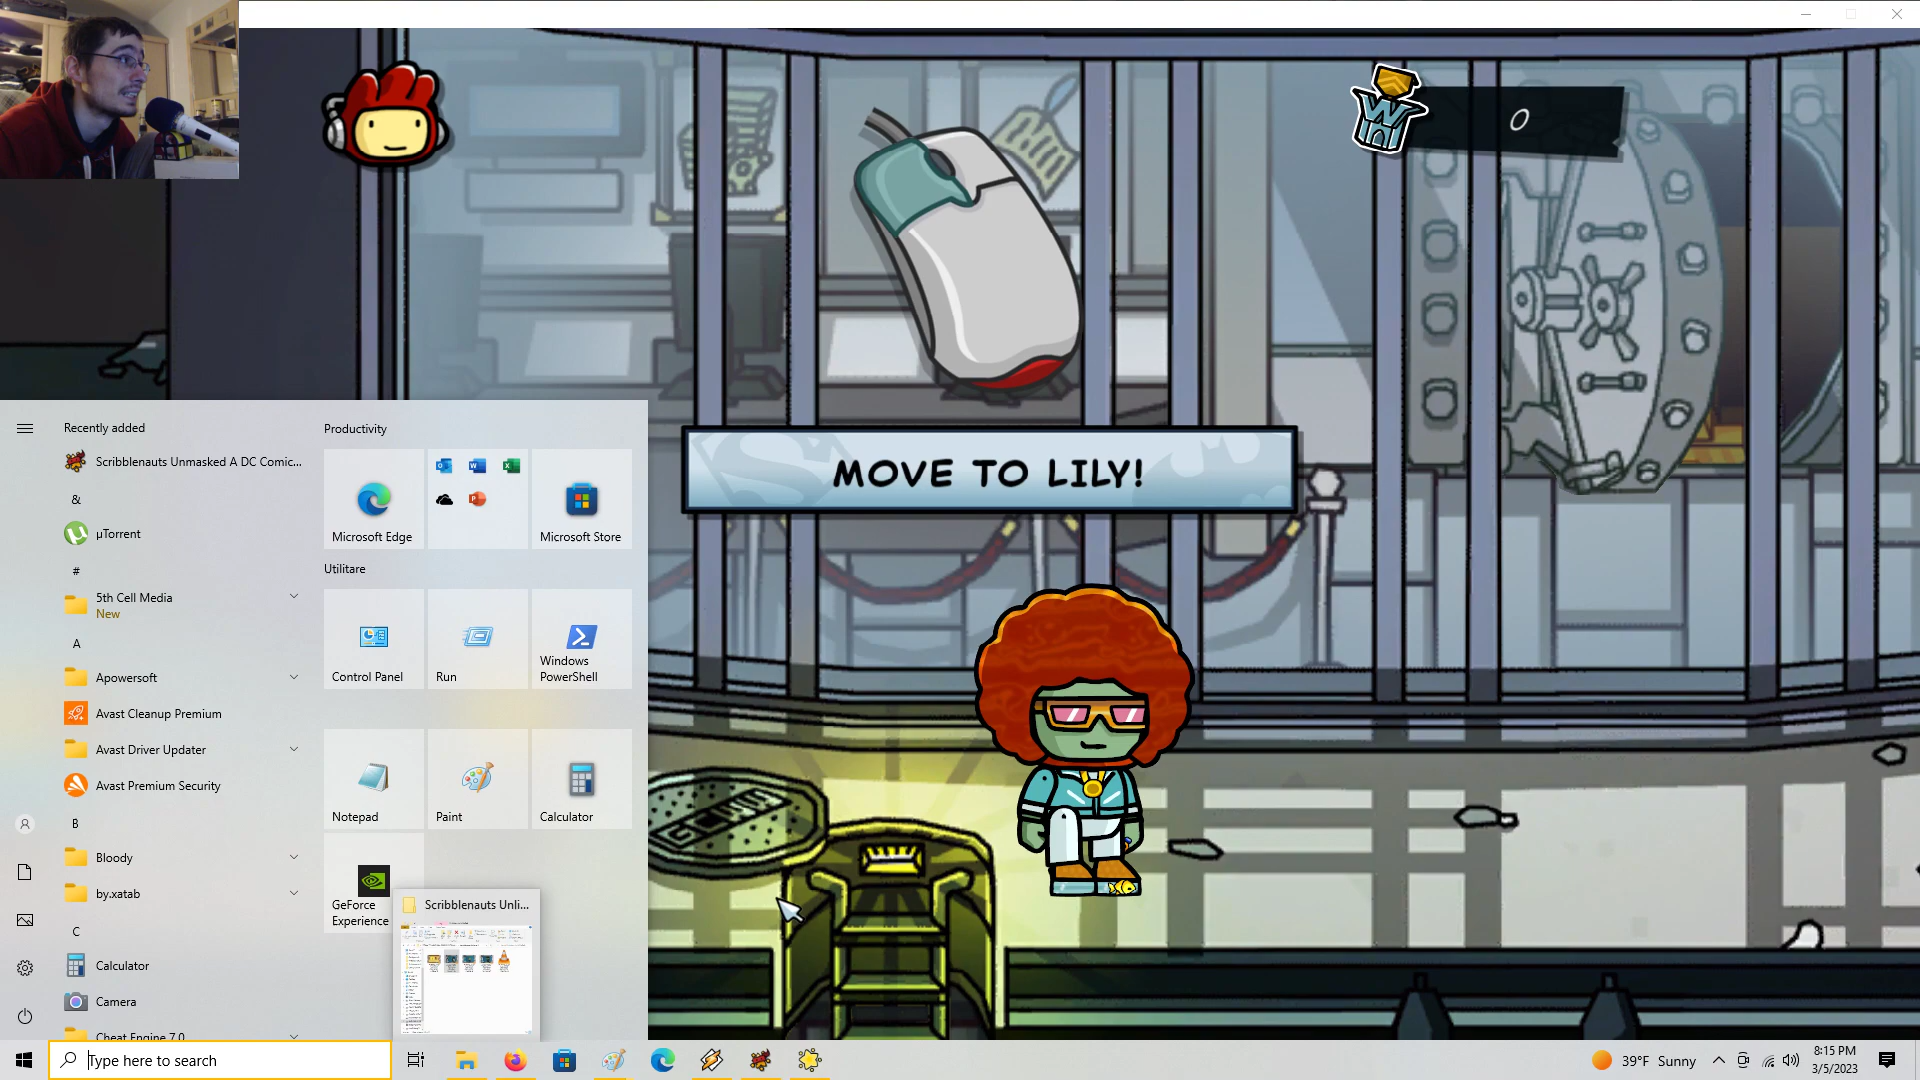 0
MOVE TO LILY!
Recently added
Scribblenauts Unmasked A DC Comic...
&
µTorrent
#
5th Cell Media
New
A
Apowersoft
Avast Cleanup Premium
Avast Driver Updater
Avast Premium Security
B
Bloody
by.xatab
C
Calculator
Camera
Cheat Engine 7.0
Productivity
Microsoft Edge
Microsoft Store
Utilitare
Control Panel
Run
Windows
PowerShell
Notepad
Paint
Calculator
GeForce
Experience
Scribblenauts Unli...
Type here to search
39°F Sunny
8:15 PM
3/5/2023